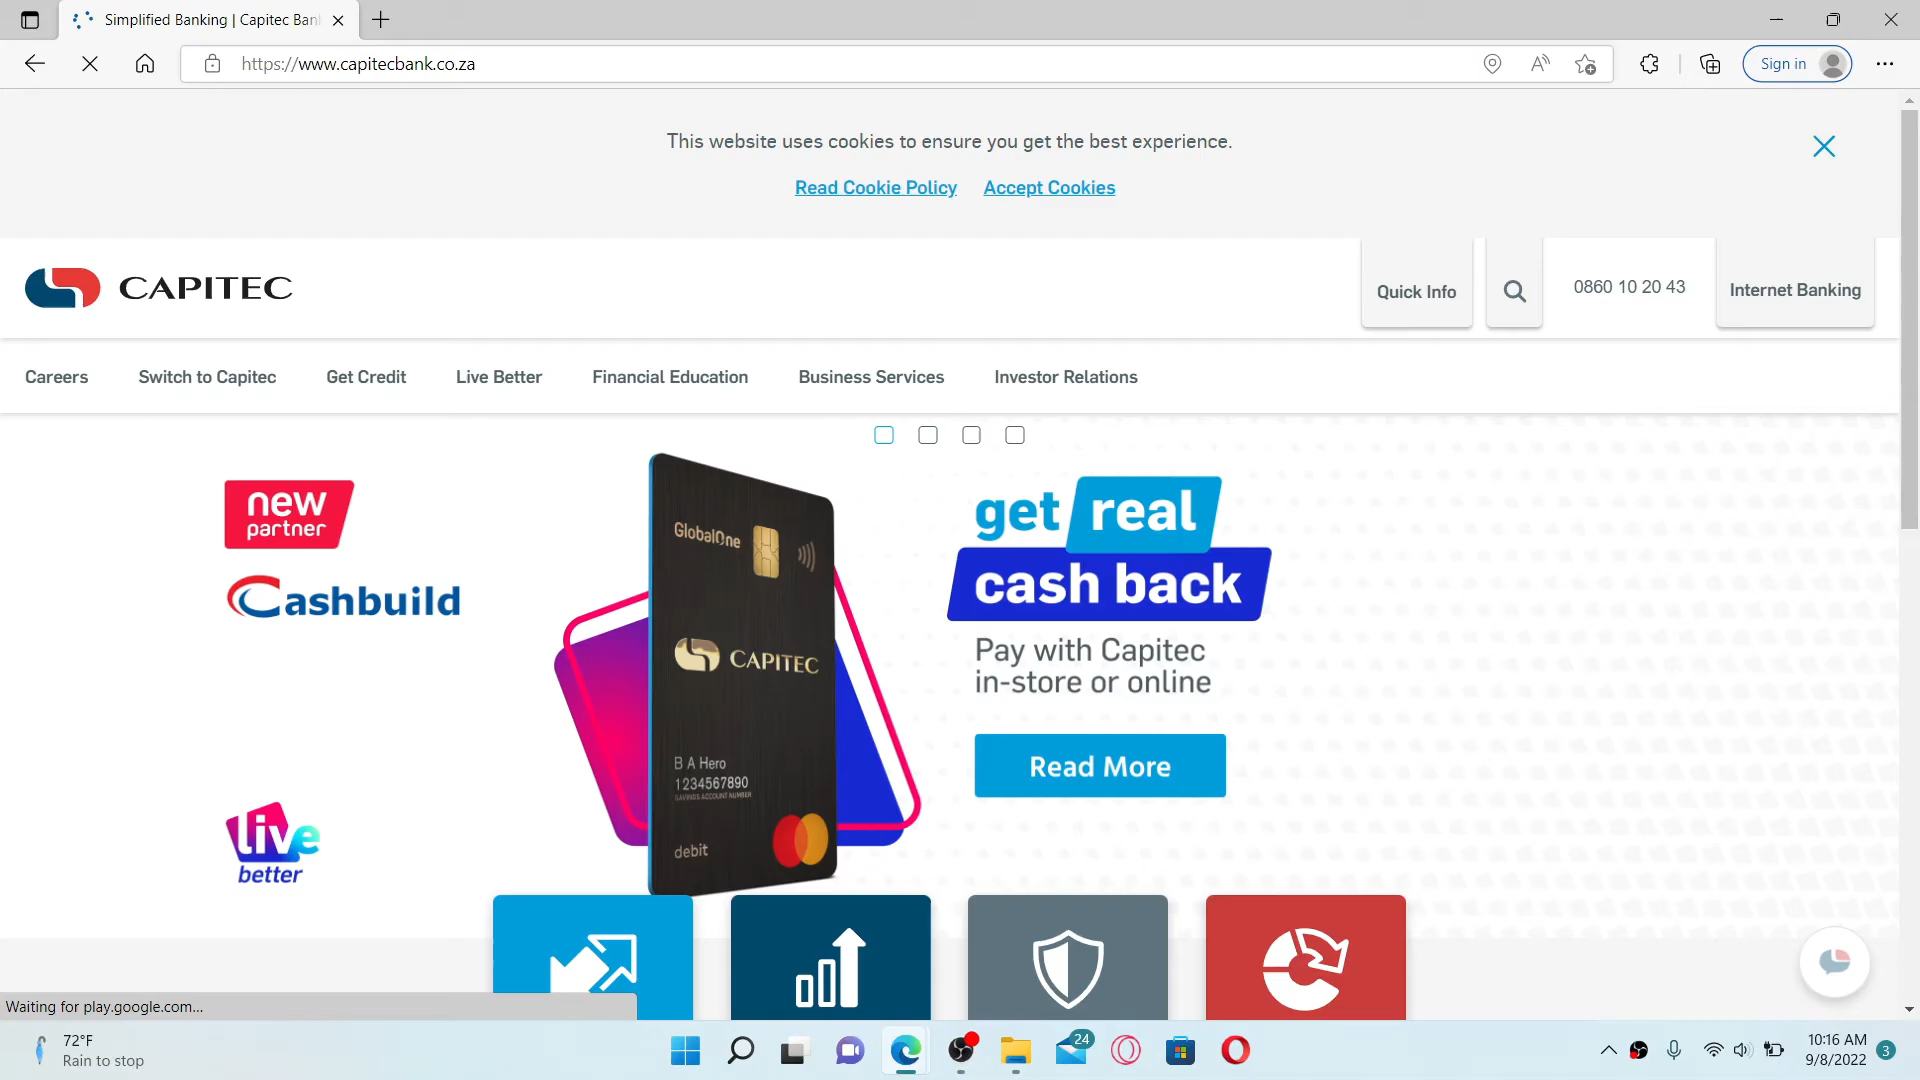 Simplified Banking | Capitec Ban
https://www.capitecbank.co.za
Sign in
This website uses cookies to ensure you get the best experience.
Read Cookie Policy
Accept Cookies
CAPITEC
Quick Info
0860 10 20 43
Internet Banking
Careers
Switch to Capitec
Get Credit
Live Better
Financial Education
Business Services
Investor Relations
new
partner
Cashbuild
GlobalOne
CAPITEC
B A Hero
1234567890
SAVINGS ACCOUNT NUMBER
debit
get real
cash back
Pay with Capitec
in-store or online
Read More
live
better
Waiting for play.google.com...
72°F
Rain to stop
24
10:16 AM
9/8/2022
3